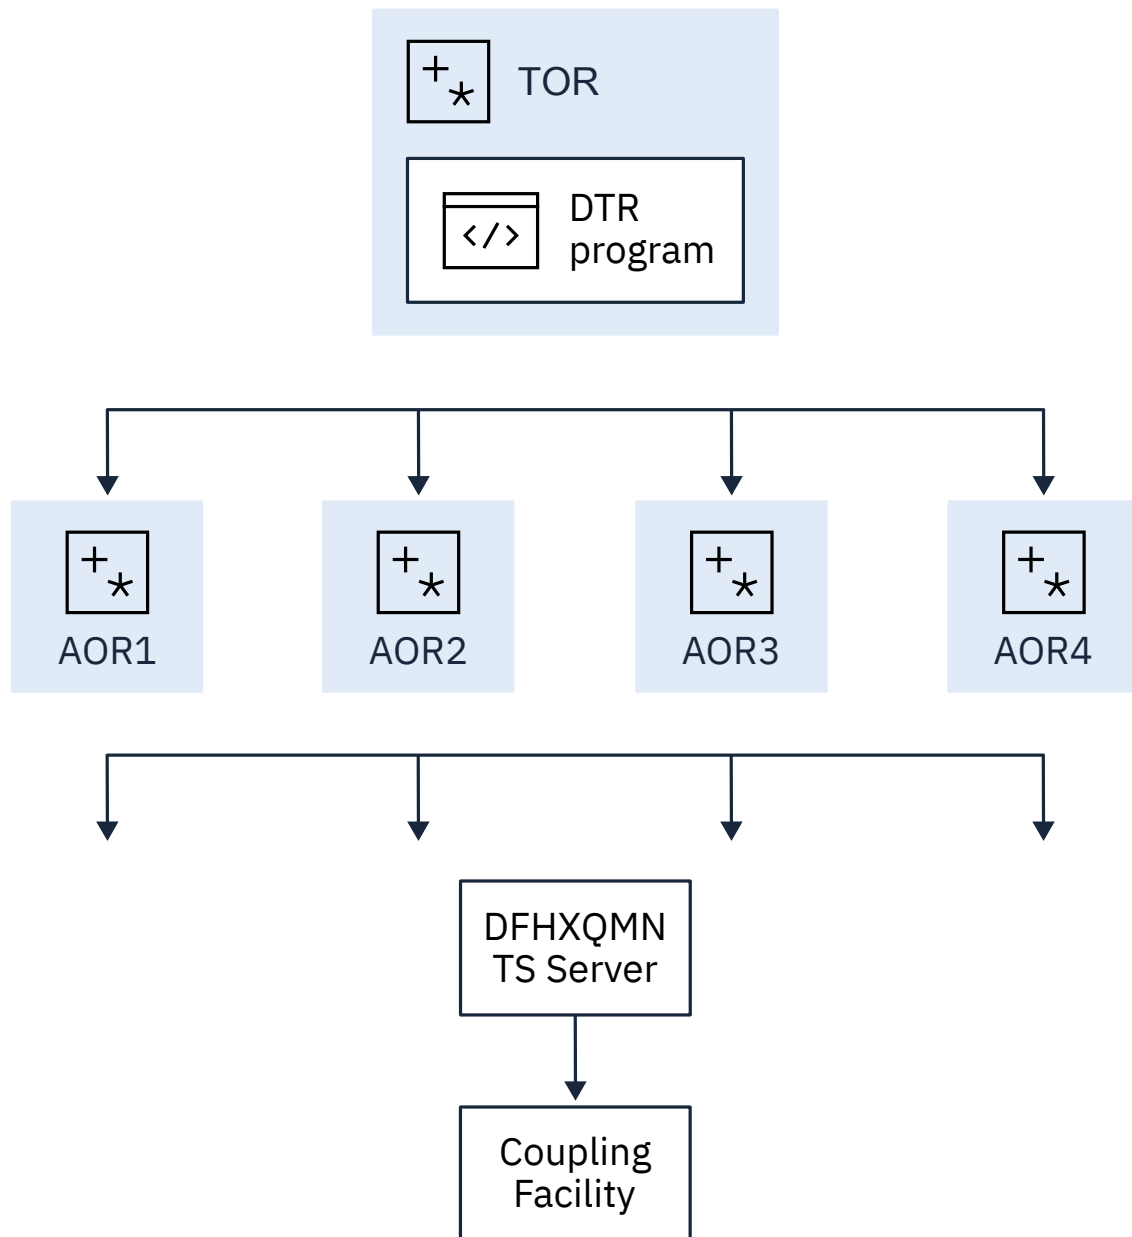 TOR
</>
DTR
program
AOR1
AOR2
AOR3
AOR4
DFHXQMN
TS Server
Coupling
Facility